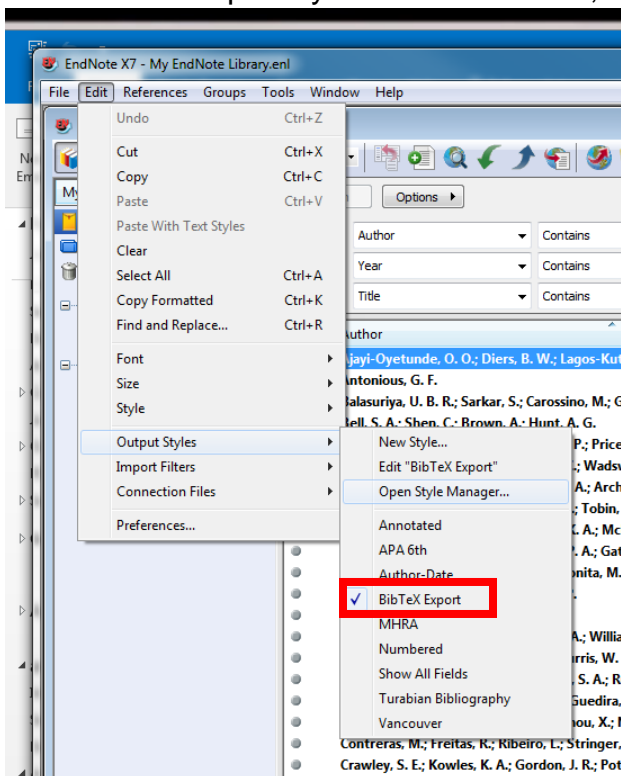 EndNote X7 - My EndNote Library.enl
File Edit References Groups Tools Window Help
Undo Ctrl+Z
Cut Ctrl+X
Copy Ctrl+C
Paste Ctrl+V
Paste With Text Styles
Clear
Select All Ctrl+A
Copy Formatted Ctrl+K
Find and Replace... Ctrl+R
Font
Size
Style
Output Styles
Import Filters
Connection Files
Preferences...
Options
Author Contains
Year Contains
Title Contains
Author
Ajayi-Oyetunde, O. O.; Diers, B. W.; Lagos-Kut
Antonious, G. F.
Balasuriya, U. B. R.; Sarkar, S.; Carossino, M.; G
Bell, S. A.; Shen, C.; Brown, A.; Hunt, A. G.
New Style...
Edit "BibTeX Export"
Open Style Manager...
Annotated
APA 6th
Author-Date
BibTeX Export
MHRA
Numbered
Show All Fields
Turabian Bibliography
Vancouver
P.; Price
A.; Arch
; Tobin,
A.; Gat
A.; Willia
S. A.; R
Contreras, M.; Freitas, R.; Ribeiro, L.; Stringer,
Crawley, S. E.; Kowles, K. A.; Gordon, J. R.; Pot